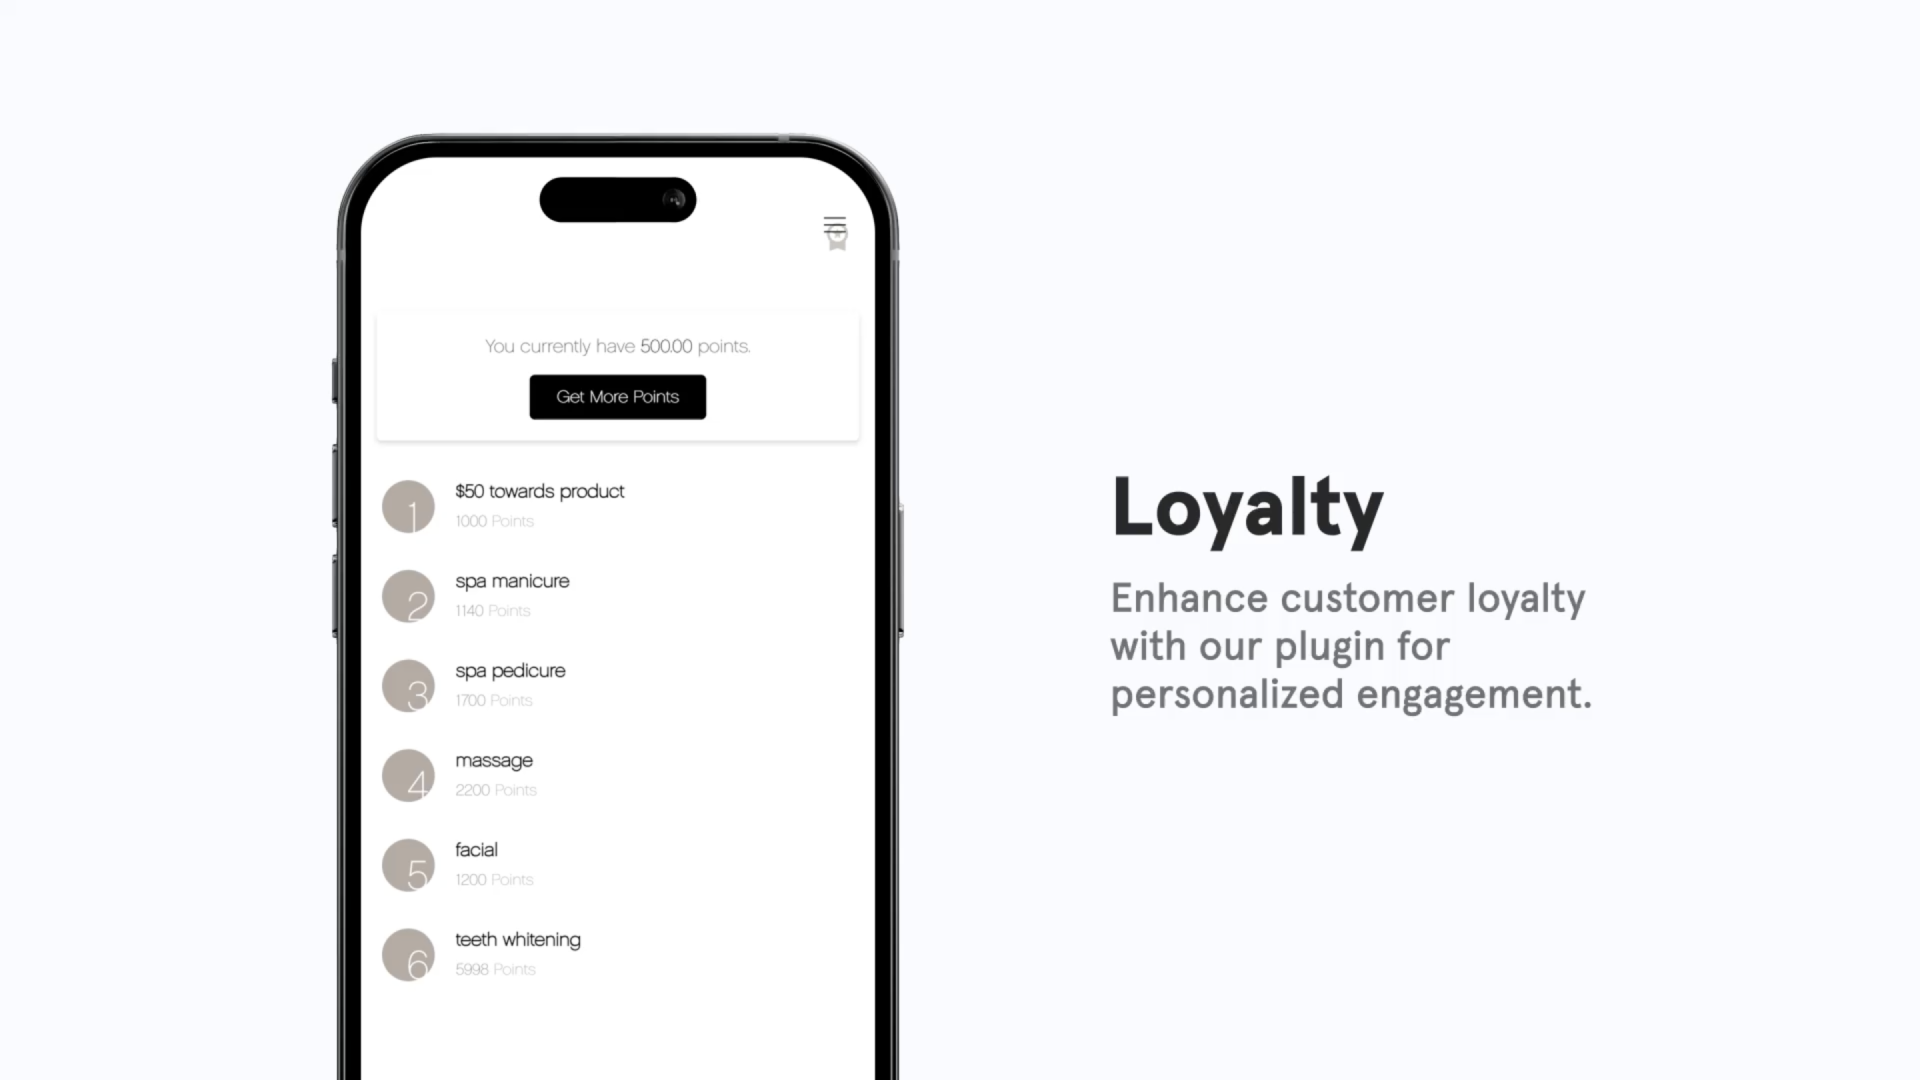 You currently have 500.00 points.
Get More Points
1
$50 towards product
1000 Points
2
spa manicure
1140 Points
3
spa pedicure
1700 Points
4
massage
2200 Points
5
facial
1200 Points
6
teeth whitening
5998 Points
Loyalty
Enhance customer loyalty
with our plugin for
personalized engagement.